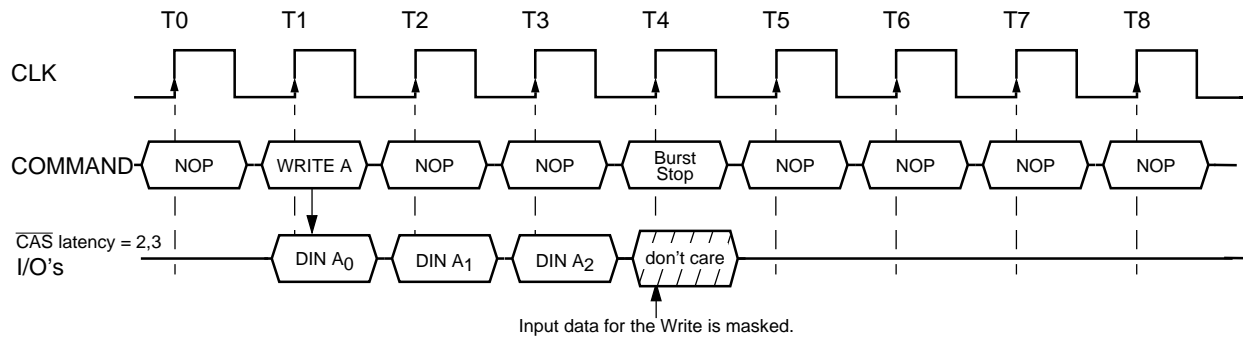 T0 T1 T2 T3 T4 T5 T6 T7 T8
CLK
COMMAND NOP WRITE A NOP NOP Burst Stop NOP NOP NOP NOP
CAS latency = 2,3
I/O's DIN A0 DIN A1 DIN A2 don't care
Input data for the Write is masked.